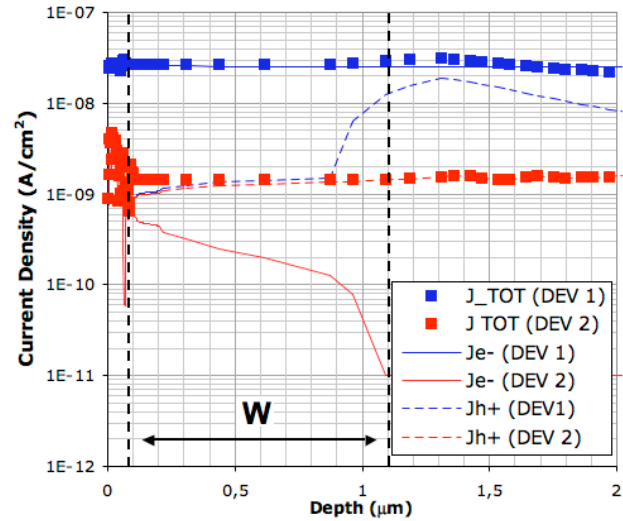 1E-07
1E-08
1E-09
1E-10
1E-11
1E-12
Current Density (A/cm²)
W
J_TOT (DEV 1)
J TOT (DEV 2)
Je- (DEV 1)
Je- (DEV 2)
Jh+ (DEV1)
Jh+ (DEV 2)
0
0,5
1
1,5
2
Depth (μm)